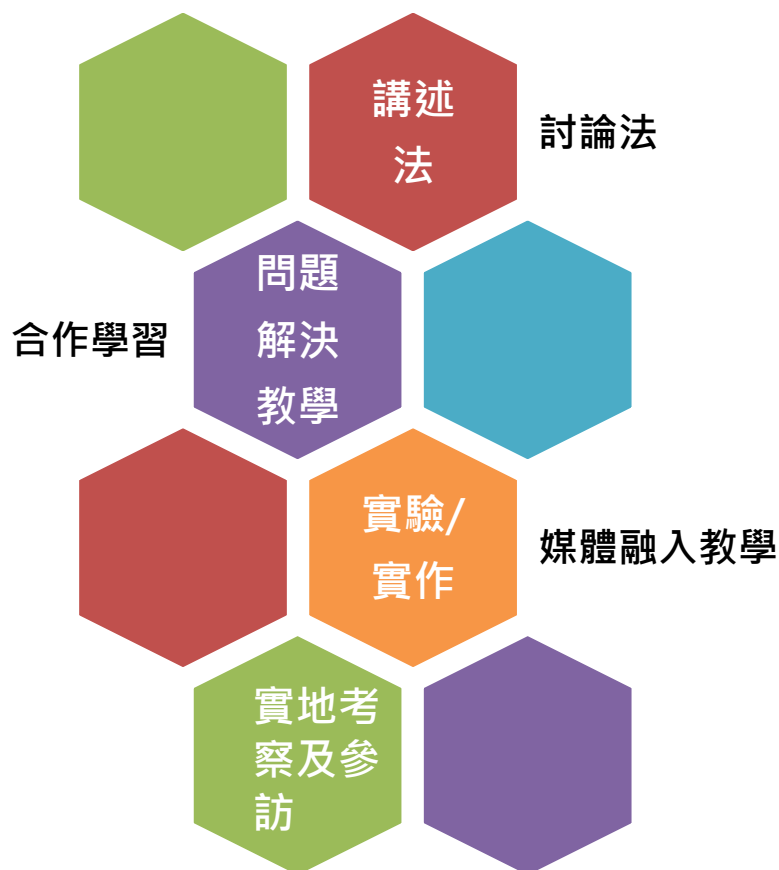 講述
法
討論法
問題
解決
教學
合作學習
實驗/
實作
媒體融入教學
實地考
察及參
訪